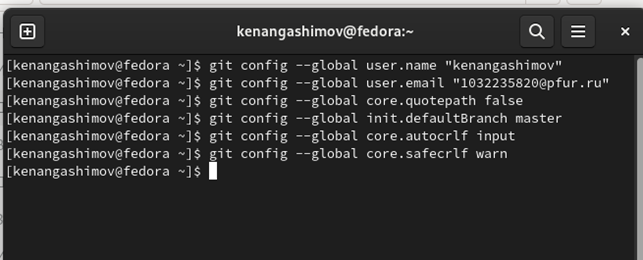 kenangashimov@fedora:~
[kenangashimov@fedora ~]$ git config --global user.name "kenangashimov"
[kenangashimov@fedora ~]$ git config --global user.email "1032235820@pfur.ru"
[kenangashimov@fedora ~]$ git config --global core.quotepath false
[kenangashimov@fedora ~]$ git config --global init.defaultBranch master
[kenangashimov@fedora ~]$ git config --global core.autocrlf input
[kenangashimov@fedora ~]$ git config --global core.safecrlf warn
[kenangashimov@fedora ~]$